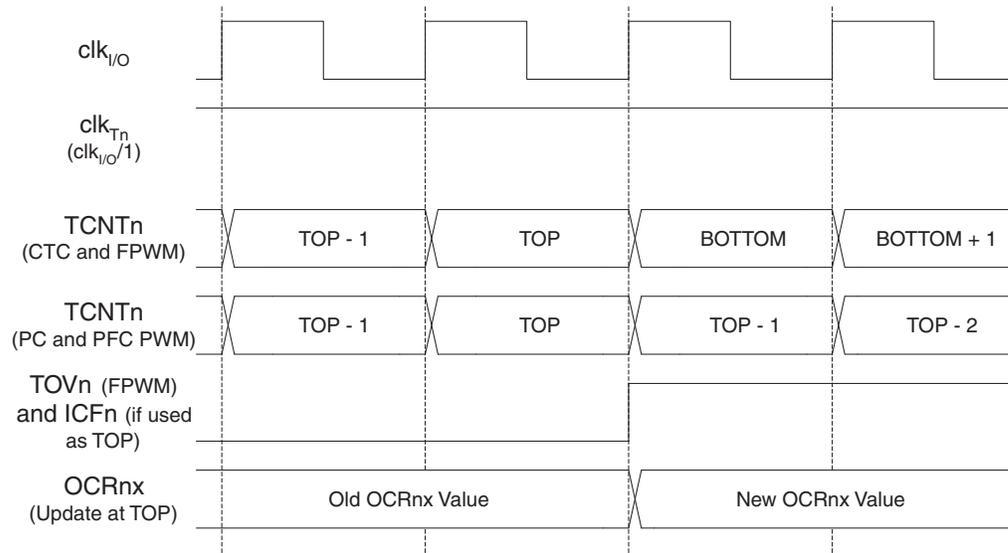 clkI/O
clkTn
(clkI/O/1)
TCNTn
(CTC and FPWM)
TOP - 1
TOP
BOTTOM
BOTTOM + 1
TCNTn
(PC and PFC PWM)
TOP - 1
TOP
TOP - 1
TOP - 2
TOVn (FPWM)
and ICFn (if used
as TOP)
OCRnx
(Update at TOP)
Old OCRnx Value
New OCRnx Value